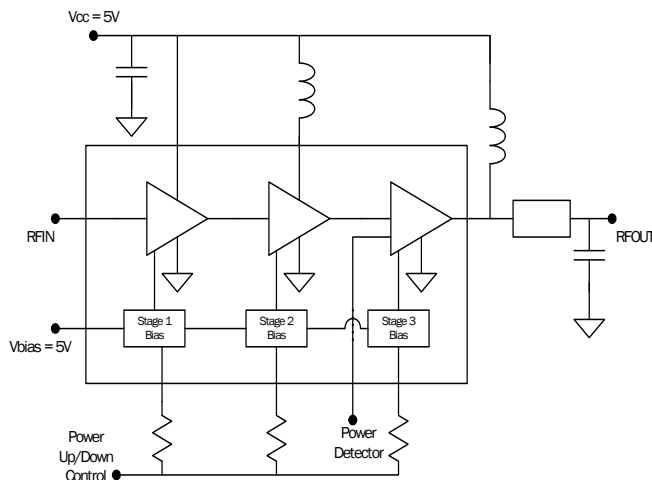 Vcc = 5V
RFIN
RFOUT
Stage 1
Bias
Stage 2
Bias
Stage 3
Bias
Vbias = 5V
Power
Up/Down
Control
Power
Detector